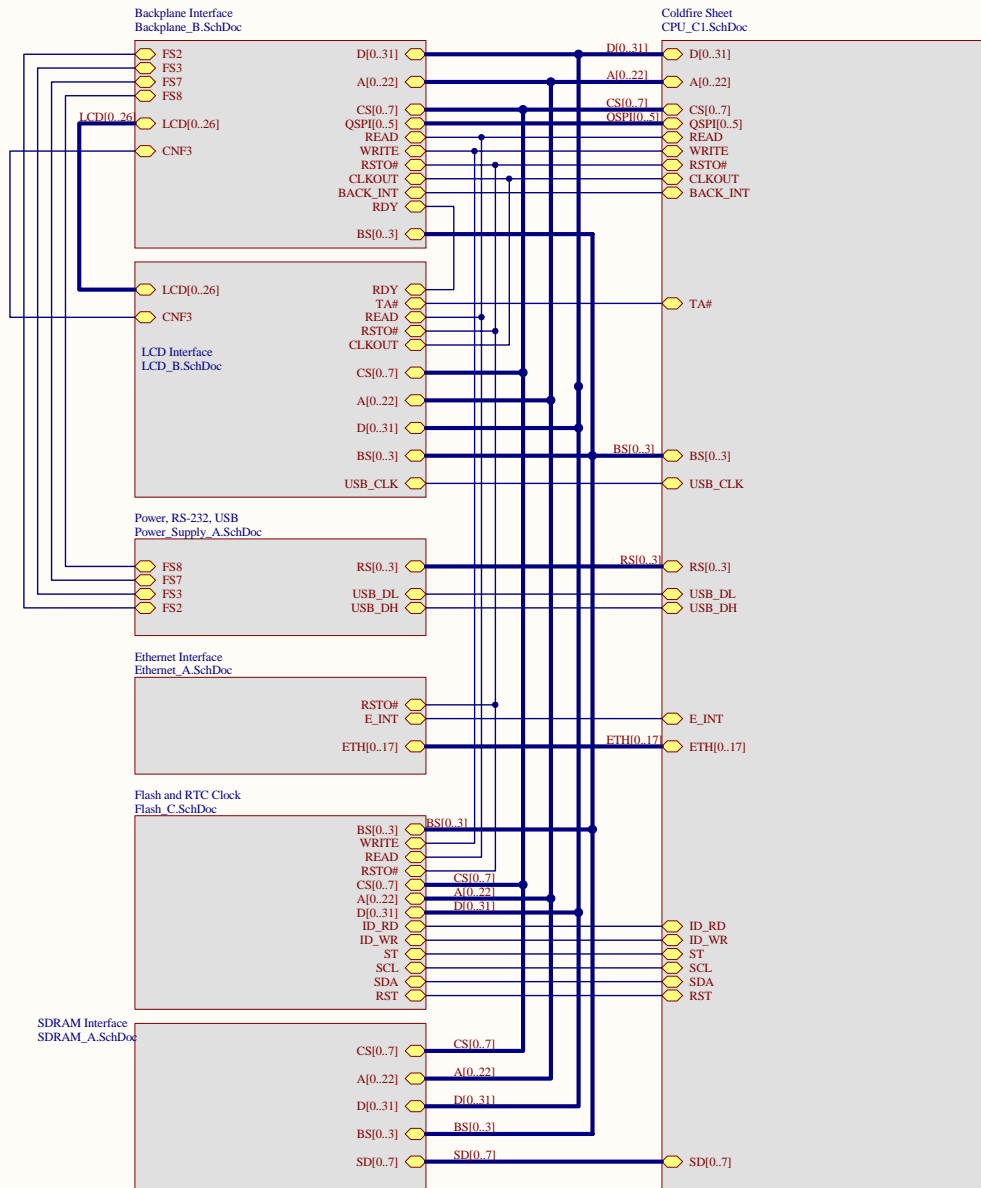 Backplane Interface
Backplane_B.SchDoc
Coldfire Sheet
CPU_C1.SchDoc
FS2
FS3
FS7
FS8
LCD[0..26]
LCD[0..26]
CNF3
D[0..31]
A[0..22]
CS[0..7]
QSPI[0..5]
READ
WRITE
RSTO#
CLKOUT
BACK_INT
RDY
BS[0..3]
D[0..31]
A[0..22]
CS[0..7]
QSPI[0..5]
D[0..31]
A[0..22]
CS[0..7]
QSPI[0..5]
READ
WRITE
RSTO#
CLKOUT
BACK_INT
LCD[0..26]
CNF3
LCD Interface
LCD_B.SchDoc
RDY
TA#
READ
RSTO#
CLKOUT
CS[0..7]
A[0..22]
D[0..31]
BS[0..3]
USB_CLK
TA#
BS[0..3]
BS[0..3]
USB_CLK
Power, RS-232, USB
Power_Supply_A.SchDoc
FS8
FS7
FS3
FS2
RS[0..3]
USB_DL
USB_DH
RS[0..3]
RS[0..3]
USB_DL
USB_DH
Ethernet Interface
Ethernet_A.SchDoc
RSTO#
E_INT
ETH[0..17]
ETH[0..17]
E_INT
ETH[0..17]
Flash and RTC Clock
Flash_C.SchDoc
BS[0..3]
WRITE
READ
RSTO#
CS[0..7]
A[0..22]
D[0..31]
ID_RD
ID_WR
ST
SCL
SDA
RST
BS[0..3]
CS[0..7]
A[0..22]
D[0..31]
ID_RD
ID_WR
ST
SCL
SDA
RST
SDRAM Interface
SDRAM_A.SchDoc
CS[0..7]
A[0..22]
D[0..31]
BS[0..3]
SD[0..7]
CS[0..7]
A[0..22]
D[0..31]
BS[0..3]
SD[0..7]
SD[0..7]